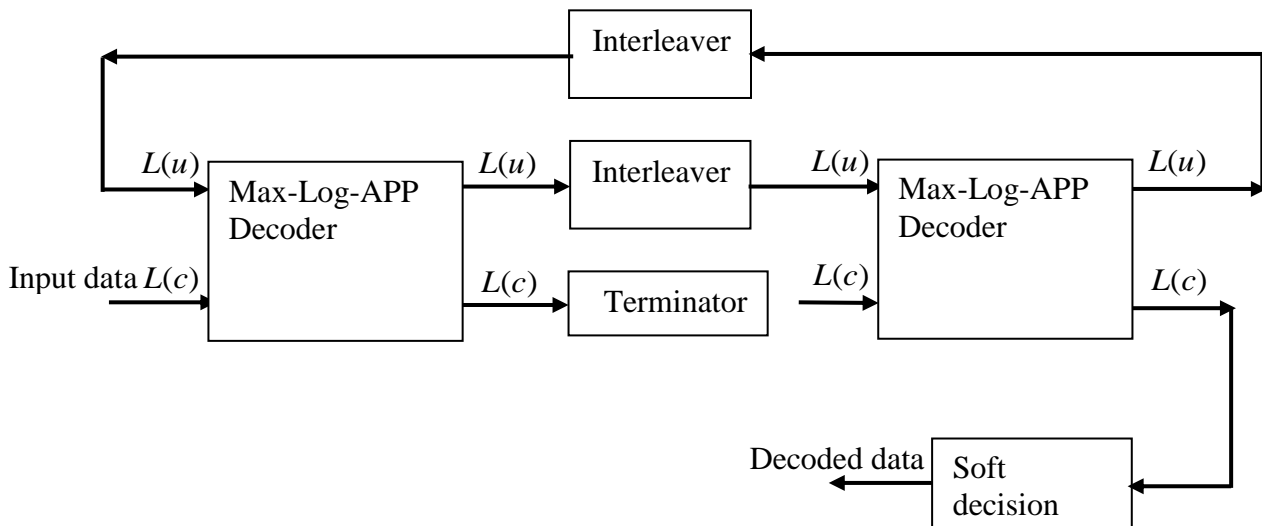 Interleaver
L(u)
Max-Log-APP
Decoder
L(u)
Interleaver
L(u)
Max-Log-APP
Decoder
L(u)
Input data L(c)
L(c)
Terminator
L(c)
L(c)
Decoded data
Soft
decision